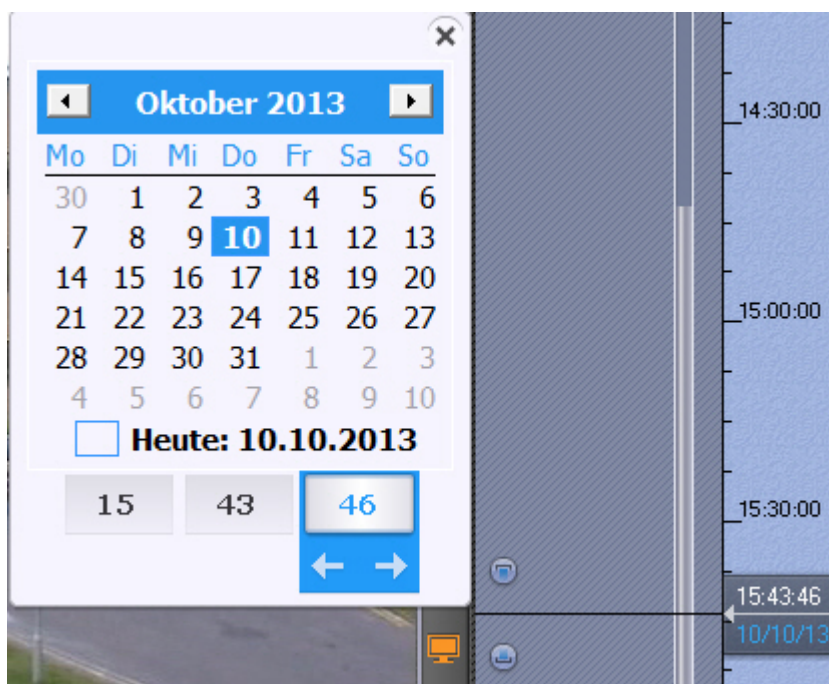 Oktober 2013
Mo Di Mi Do Fr Sa So
30 1 2 3 4 5 6
7 8 9 10 11 12 13
14 15 16 17 18 19 20
21 22 23 24 25 26 27
28 29 30 31 1 2 3
4 5 6 7 8 9 10
Heute: 10.10.2013
15 43 46
14:30:00
15:00:00
15:30:00
15:43:46
10/10/13